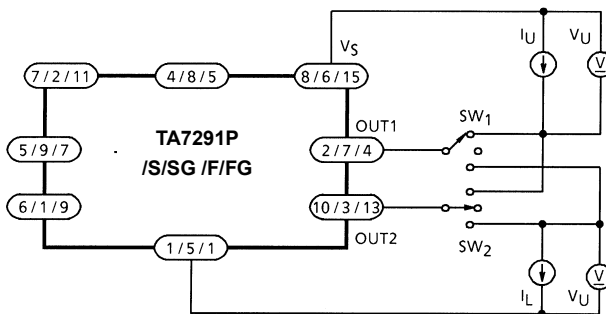 I_U V_U
V_S
7 / 2 / 11 4 / 8 / 5 8 / 6 / 15
V
SW_1
OUT1
TA7291P
5 / 9 / 7 2 / 7 / 4
/S/SG /F/FG
6 / 1 / 9 10 / 3 / 13
OUT2
SW_2
1 / 5 / 1
V
I_L V_U